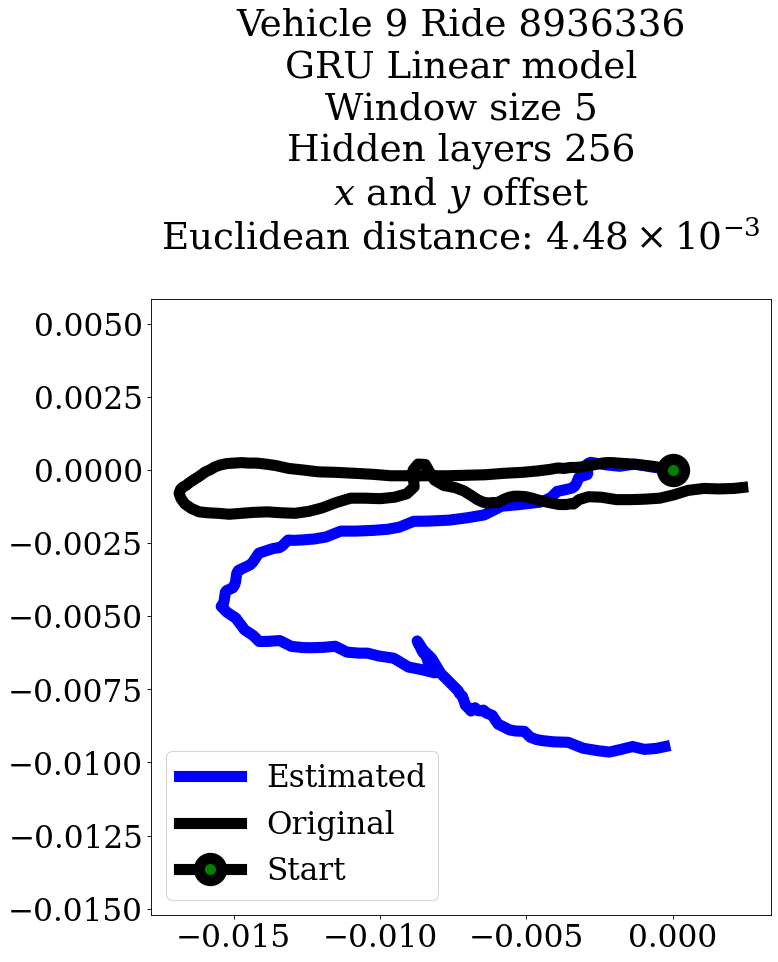 Vehicle 9 Ride 8936336
GRU Linear model
Window size 5
Hidden layers 256
x and y offset
Euclidean distance: 4.48 × 10⁻³
0.0050
0.0025
0.0000
−0.0025
−0.0050
−0.0075
−0.0100
−0.0125
−0.0150
Estimated
Original
Start
−0.015 −0.010 −0.005 0.000